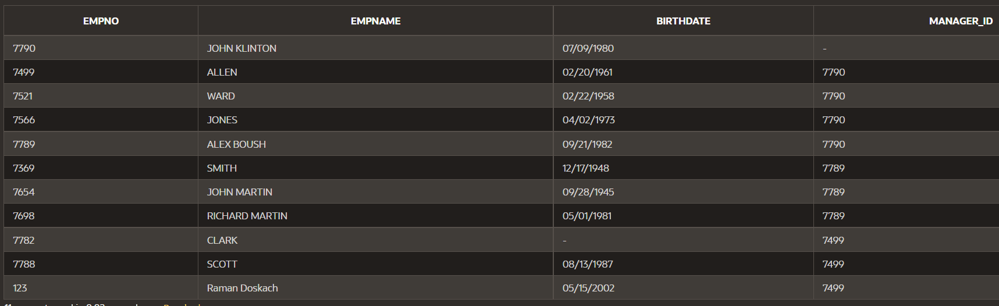 EMPNO EMPNAME BIRTHDATE MANAGER_ID
7790 JOHN KLINTON 07/09/1980 -
7499 ALLEN 02/20/1961 7790
7521 WARD 02/22/1958 7790
7566 JONES 04/02/1973 7790
7789 ALEX BOUSH 09/21/1982 7790
7369 SMITH 12/17/1948 7789
7654 JOHN MARTIN 09/28/1945 7789
7698 RICHARD MARTIN 05/01/1981 7789
7782 CLARK - 7499
7788 SCOTT 08/13/1987 7499
123 Raman Doskach 05/15/2002 7499